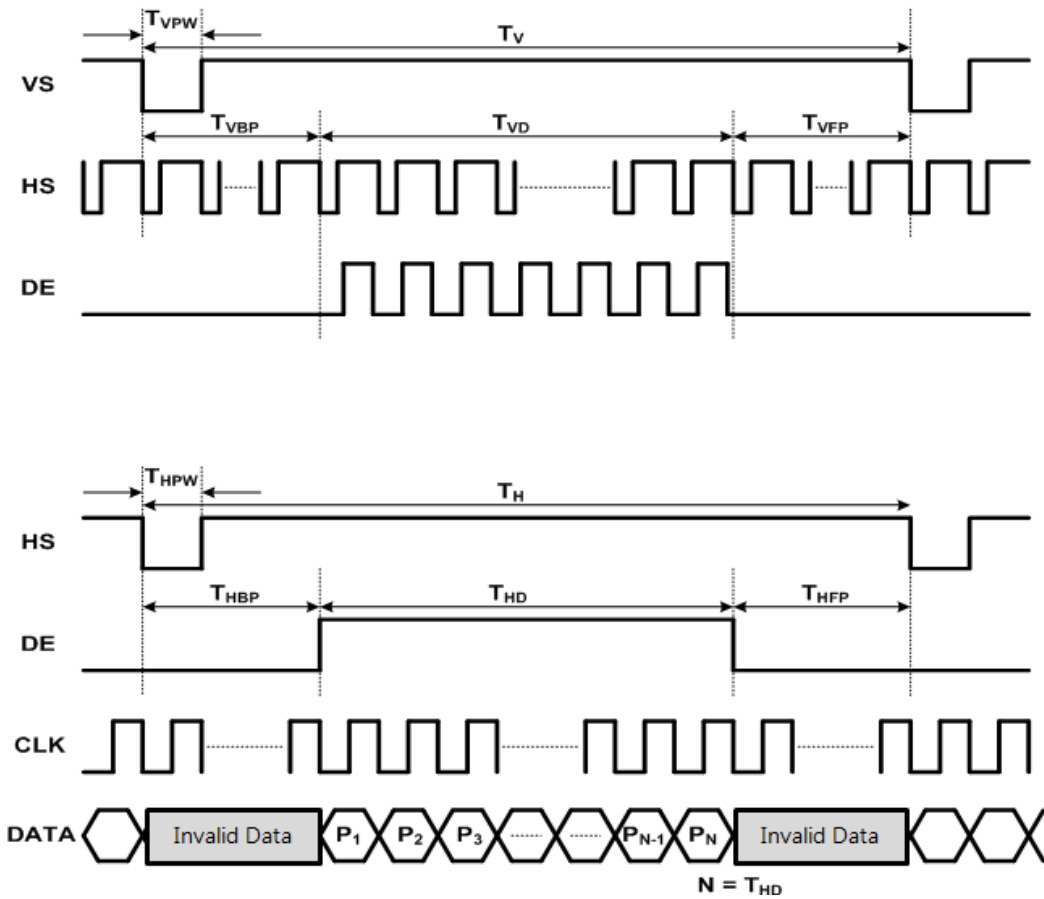 TVPW
TV
VS
TVBP TVD TVFP
HS
DE
THPW
TH
HS
THBP THD THFP
DE
CLK
DATA Invalid Data P1 P2 P3 PN-1 PN Invalid Data
N = THD